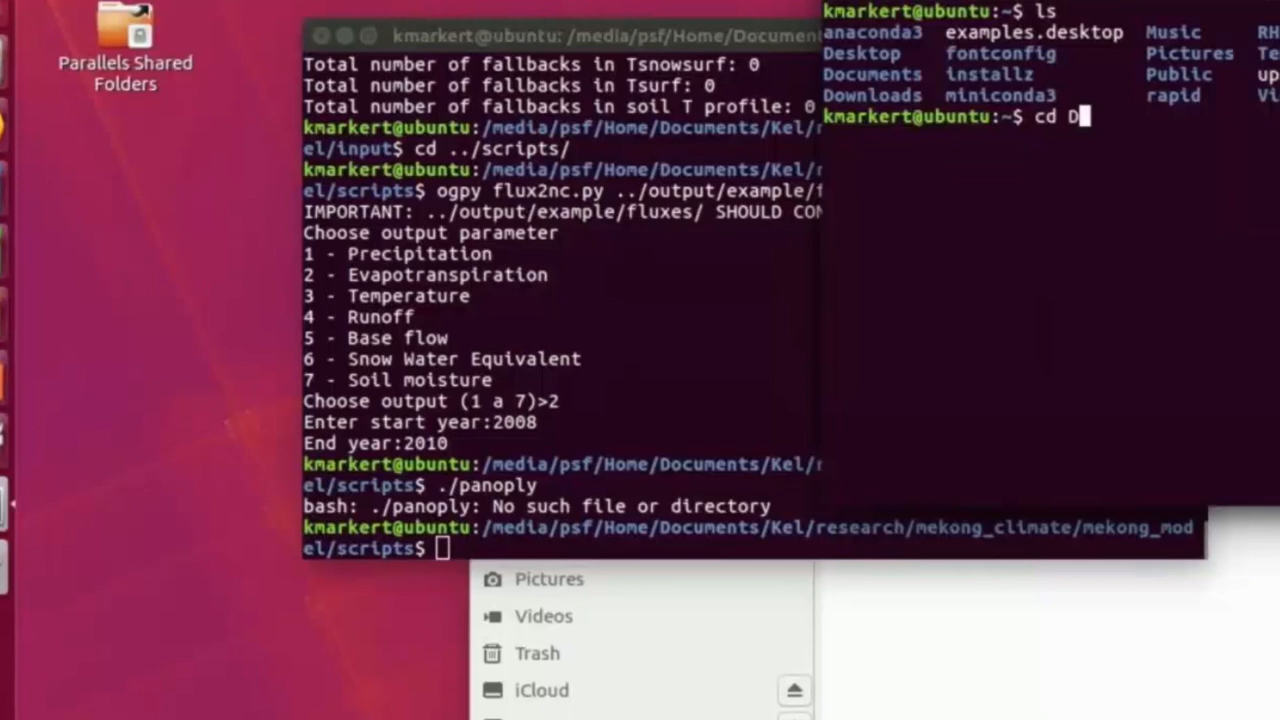 Parallels Shared
Folders
kmarkert@ubuntu: /media/psf/Home/Documen
Total number of fallbacks in Tsnowsurf: 0
Total number of fallbacks in Tsurf: 0
Total number of fallbacks in soil T profile: 0
kmarkert@ubuntu:/media/psf/Home/Documents/Kel/r
el/input$ cd ../scripts/
kmarkert@ubuntu:/media/psf/Home/Documents/Kel/r
el/scripts$ ogpy flux2nc.py ../output/example/f
IMPORTANT: ../output/example/fluxes/ SHOULD CON
Choose output parameter
1 - Precipitation
2 - Evapotranspiration
3 - Temperature
4 - Runoff
5 - Base flow
6 - Snow Water Equivalent
7 - Soil moisture
Choose output (1 a 7)>2
Enter start year:2008
End year:2010
kmarkert@ubuntu:/media/psf/Home/Documents/Kel/r
el/scripts$ ./panoply
bash: ./panoply: No such file or directory
kmarkert@ubuntu:/media/psf/Home/Documents/Kel/research/mekong_climate/mekong_mod
el/scripts$
kmarkert@ubuntu:~$ ls
anaconda3 examples.desktop Music RH
Desktop fontconfig Pictures Te
Documents installz Public up
Downloads miniconda3 rapid Vi
kmarkert@ubuntu:~$ cd D
Pictures
Videos
Trash
iCloud